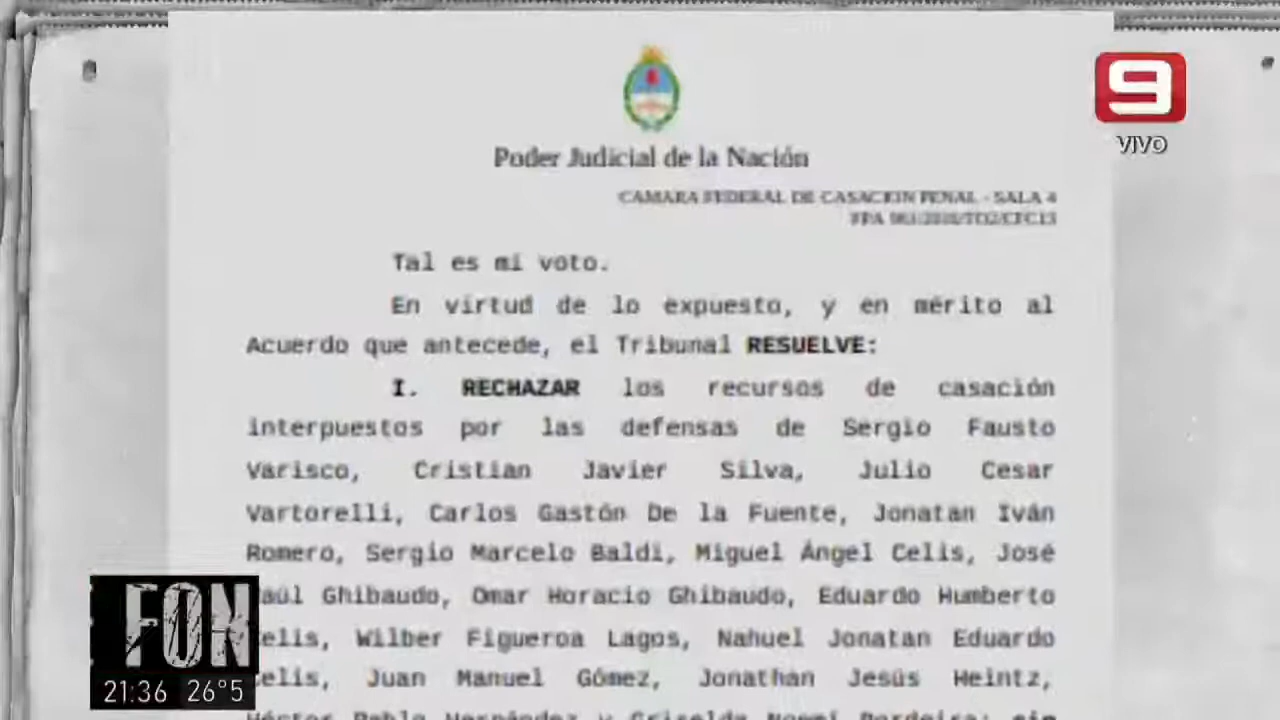 9
VIVO
Poder Judicial de la Nación
CAMARA FEDERAL DE CASACION PENAL - SALA 4
Tal es mi voto.
En virtud de lo expuesto, y en mérito al
Acuerdo que antecede, el Tribunal RESUELVE:
I. RECHAZAR los recursos de casación
interpuestos por las defensas de Sergio Fausto
Varisco, Cristian Javier Silva, Julio Cesar
Vartorelli, Carlos Gastón De la Fuente, Jonatan Iván
Romero, Sergio Marcelo Baldi, Miguel Ángel Celis, José
Raúl Ghibaudo, Omar Horacio Ghibaudo, Eduardo Humberto
Celis, Wilber Figueroa Lagos, Nahuel Jonatan Eduardo
Celis, Juan Manuel Gómez, Jonathan Jesús Heintz,
FON
21:36 26°5